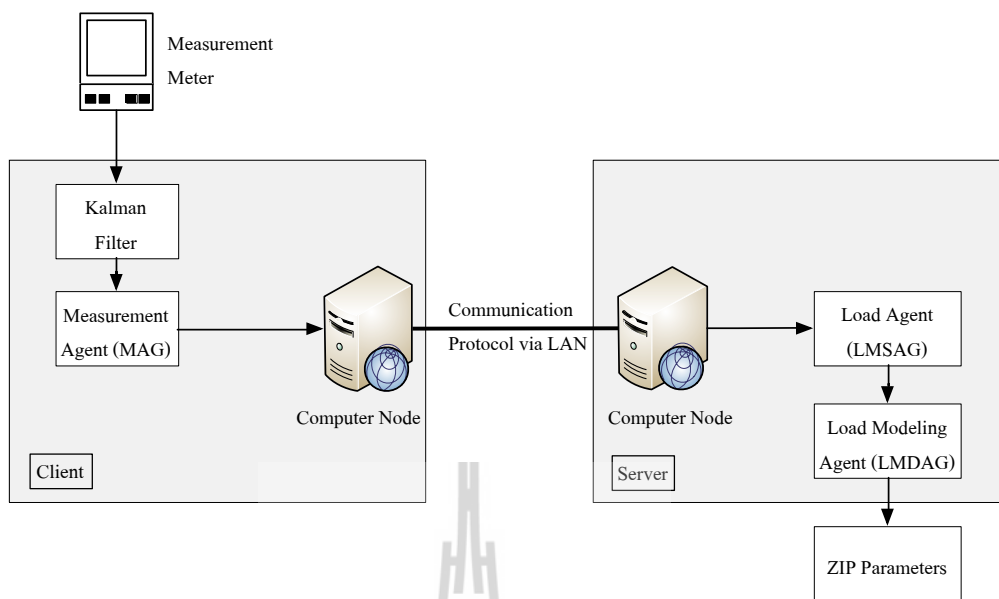 Measurement
Meter
Kalman
Filter
Measurement
Agent (MAG)
Computer Node
Client
Communication
Protocol via LAN
Computer Node
Server
Load Agent
(LMSAG)
Load Modeling
Agent (LMDAG)
ZIP Parameters